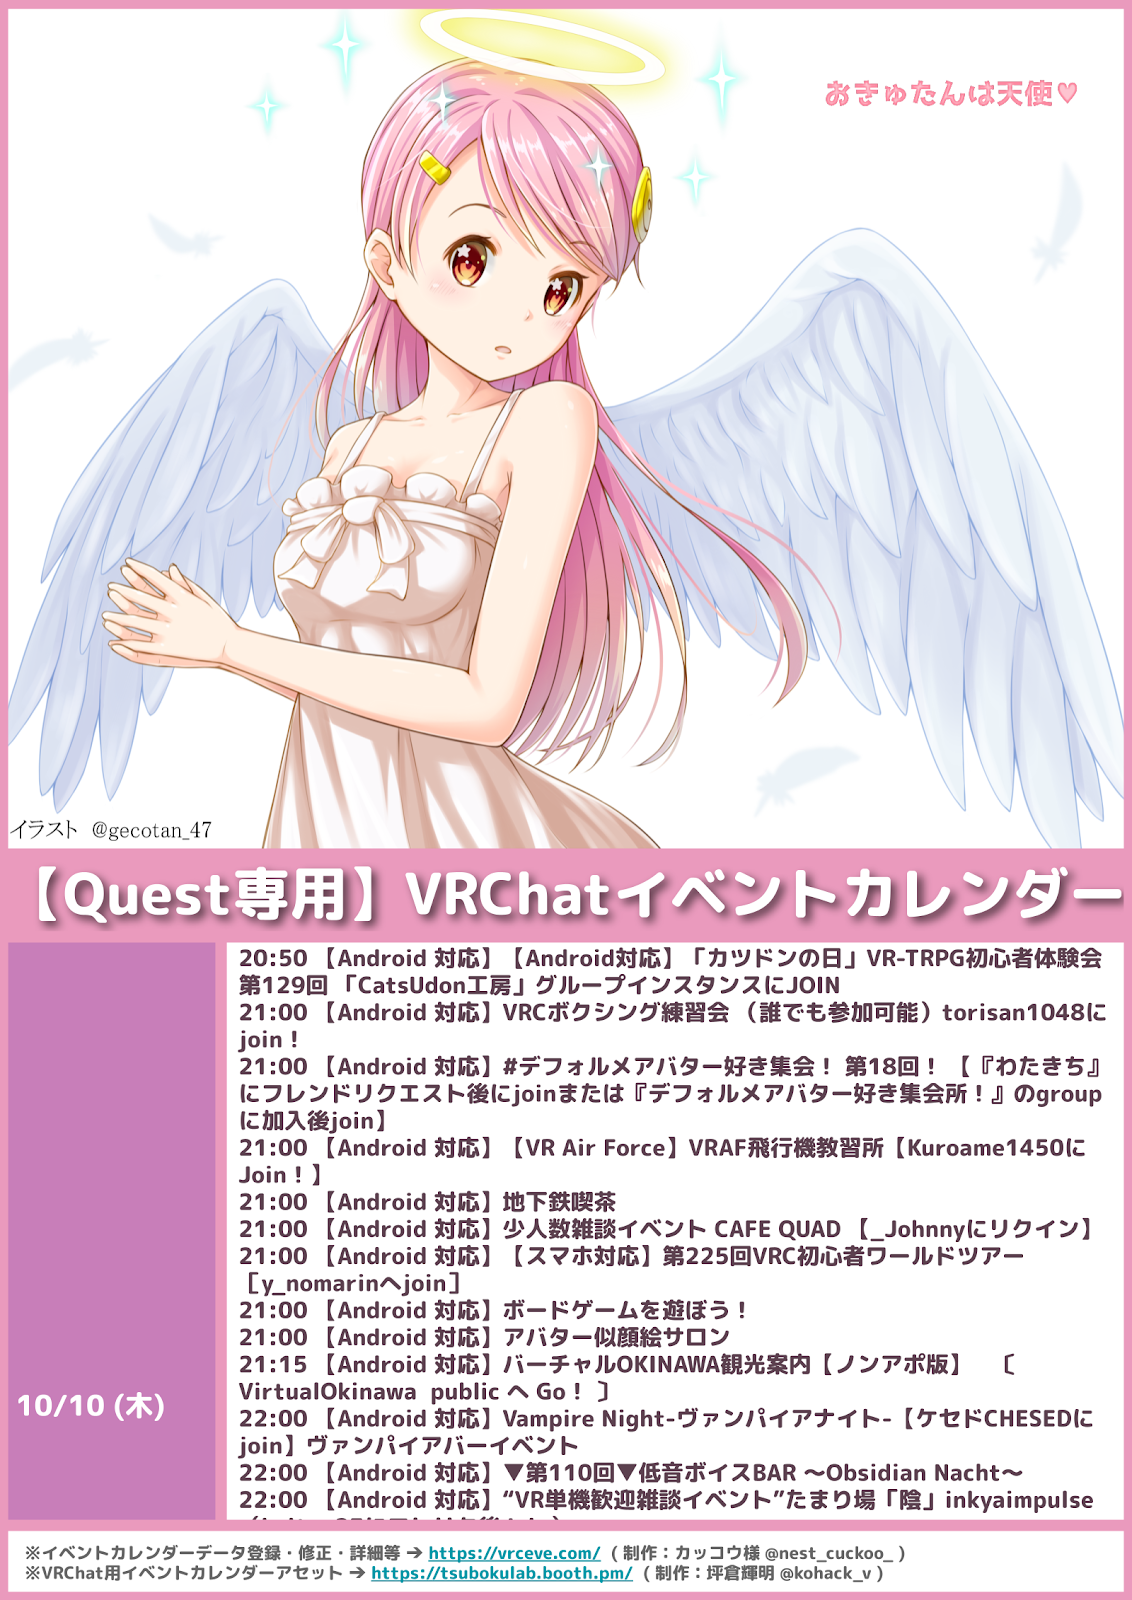 おきゅたんは天使♥
イラスト @gecotan_47
【Quest専用】VRChatイベントカレンダー
10/10 (木)
20:50 【Android 対応】【Android対応】「カツドンの日」VR-TRPG初心者体験会
第129回 「CatsUdon工房」グループインスタンスにJOIN
21:00 【Android 対応】VRCボクシング練習会 （誰でも参加可能）torisan1048に
join！
21:00 【Android 対応】#デフォルメアバター好き集会！ 第18回！ 【『わたきち』
にフレンドリクエスト後にjoinまたは『デフォルメアバター好き集会所！』のgroup
に加入後join】
21:00 【Android 対応】【VR Air Force】VRAF飛行機教習所【Kuroame1450に
Join！】
21:00 【Android 対応】地下鉄喫茶
21:00 【Android 対応】少人数雑談イベント CAFE QUAD 【_Johnnyにリクイン】
21:00 【Android 対応】【スマホ対応】第225回VRC初心者ワールドツアー
［y_nomarinへjoin］
21:00 【Android 対応】ボードゲームを遊ぼう！
21:00 【Android 対応】アバター似顔絵サロン
21:15 【Android 対応】バーチャルOKINAWA観光案内【ノンアポ版】 〔
VirtualOkinawa public へ Go！ 〕
22:00 【Android 対応】Vampire Night-ヴァンパイアナイト-【ケセドCHESEDに
join】ヴァンパイアバーイベント
22:00 【Android 対応】▼第110回▼低音ボイスBAR ～Obsidian Nacht～
22:00 【Android 対応】“VR単機歓迎雑談イベント”たまり場「陰」inkyaimpulse
※イベントカレンダーデータ登録・修正・詳細等 → https://vrceve.com/ ( 制作：カッコウ様 @nest_cuckoo_ )
※VRChat用イベントカレンダーアセット → https://tsubokulab.booth.pm/ ( 制作：坪倉輝明 @kohack_v )